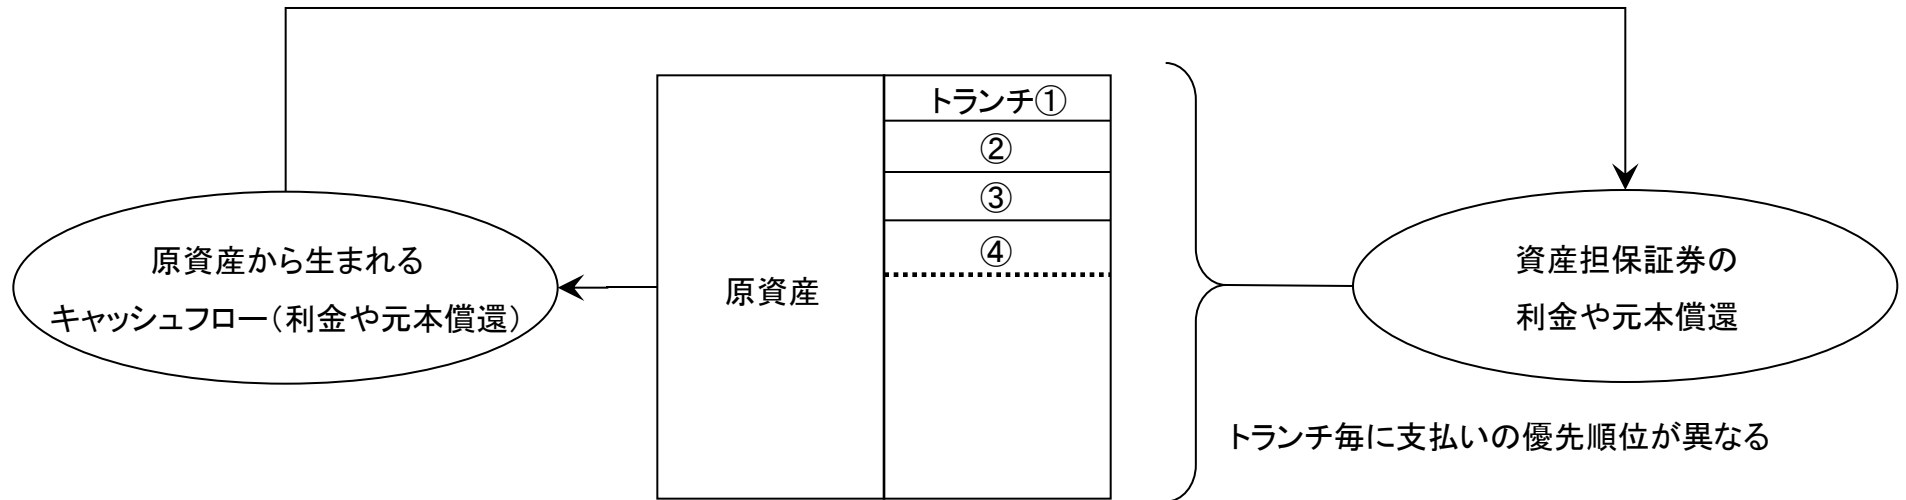 トランチ①
②
③
④
原資産
原資産から生まれる
キャッシュフロー（利金や元本償還）
資産担保証券の
利金や元本償還
トランチ毎に支払いの優先順位が異なる